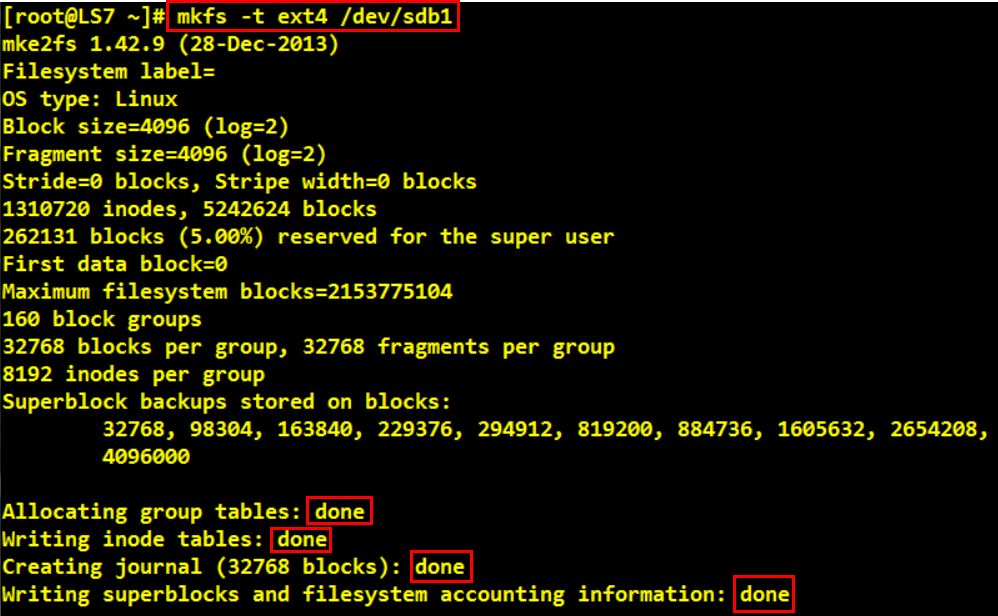 [root@LS7 ~]# mkfs -t ext4 /dev/sdb1
mke2fs 1.42.9 (28-Dec-2013)
Filesystem label=
OS type: Linux
Block size=4096 (log=2)
Fragment size=4096 (log=2)
Stride=0 blocks, Stripe width=0 blocks
1310720 inodes, 5242624 blocks
262131 blocks (5.00%) reserved for the super user
First data block=0
Maximum filesystem blocks=2153775104
160 block groups
32768 blocks per group, 32768 fragments per group
8192 inodes per group
Superblock backups stored on blocks:
32768, 98304, 163840, 229376, 294912, 819200, 884736, 1605632, 2654208,
4096000
Allocating group tables: done
Writing inode tables: done
Creating journal (32768 blocks): done
Writing superblocks and filesystem accounting information: done